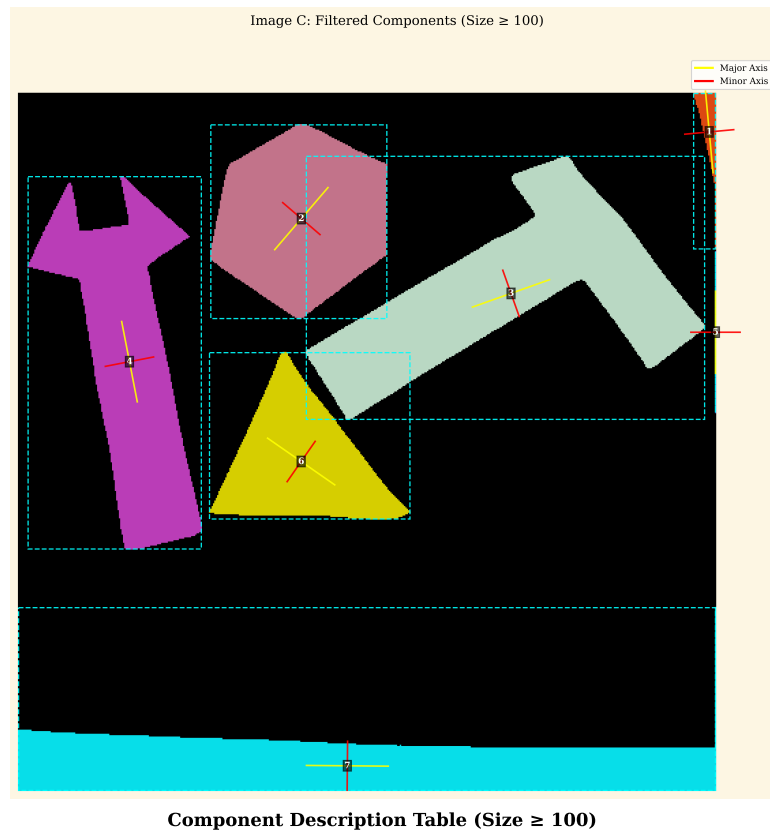 Image C: Filtered Components (Size ≥ 100)
Major Axis
Minor Axis
1
2
3
4
5
6
7
Component Description Table (Size ≥ 100)